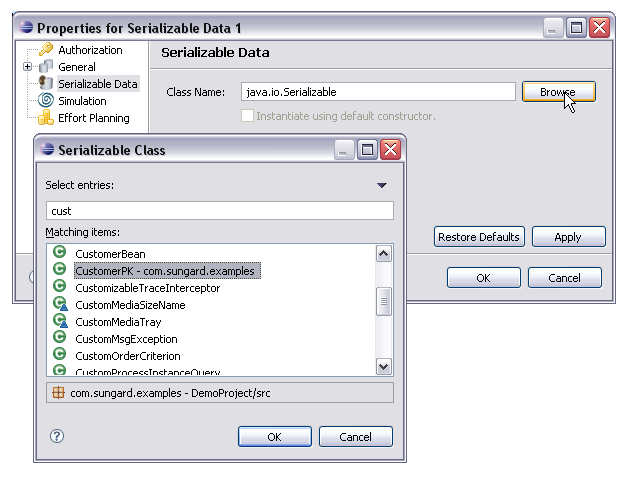 Properties for Serializable Data 1
Authorization
General
Serializable Data
Simulation
Effort Planning
Serializable Data
Class Name:
java.io.Serializable
Browse
Instantiate using default constructor.
Restore Defaults
Apply
OK
Cancel
Serializable Class
Select entries:
cust
Matching items:
CustomerBean
CustomerPK - com.sungard.examples
CustomizableTraceInterceptor
CustomMediaSizeName
CustomMediaTray
CustomMsgException
CustomOrderCriterion
CustomProcessInstanceQuery
com.sungard.examples - DemoProject/src
?
OK
Cancel